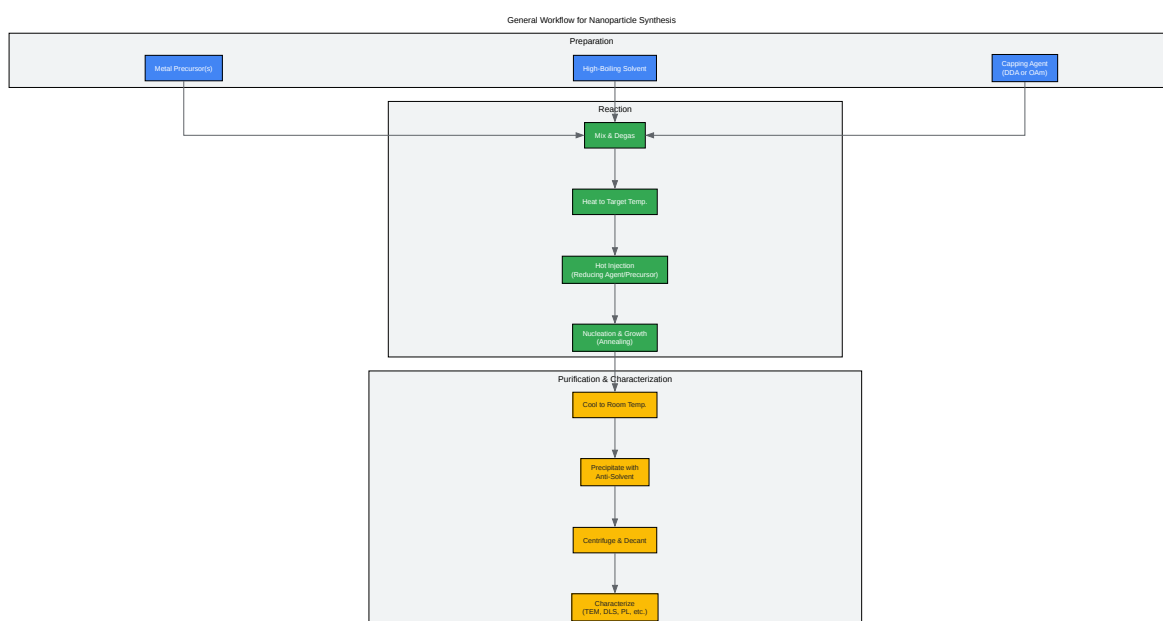 General Workflow for Nanoparticle Synthesis
Preparation
Metal Precursor(s)
High-Boiling Solvent
Capping Agent
(DDA or OAm)
Reaction
Mix & Degas
Heat to Target Temp.
Hot Injection
(Reducing Agent/Precursor)
Nucleation & Growth
(Annealing)
Purification & Characterization
Cool to Room Temp.
Precipitate with
Anti-Solvent
Centrifuge & Decant
Characterize
(TEM, DLS, PL, etc.)